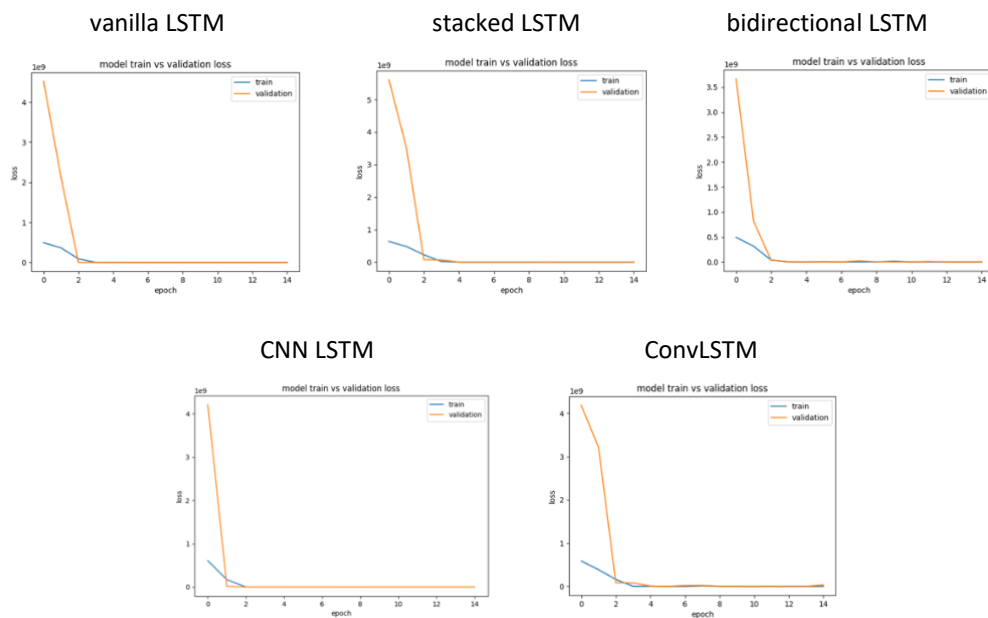 vanilla LSTM
stacked LSTM
bidirectional LSTM
model train vs validation loss
1e9
train
validation
4
3
2
1
0
loss
0 2 4 6 8 10 12 14
epoch
model train vs validation loss
1e9
train
validation
5
4
3
2
1
0
loss
0 2 4 6 8 10 12 14
epoch
model train vs validation loss
1e9
train
validation
3.5
3.0
2.5
2.0
1.5
1.0
0.5
0.0
loss
0 2 4 6 8 10 12 14
epoch
CNN LSTM
ConvLSTM
model train vs validation loss
1e9
train
validation
4
3
2
1
0
loss
0 2 4 6 8 10 12 14
epoch
model train vs validation loss
1e9
train
validation
4
3
2
1
0
loss
0 2 4 6 8 10 12 14
epoch